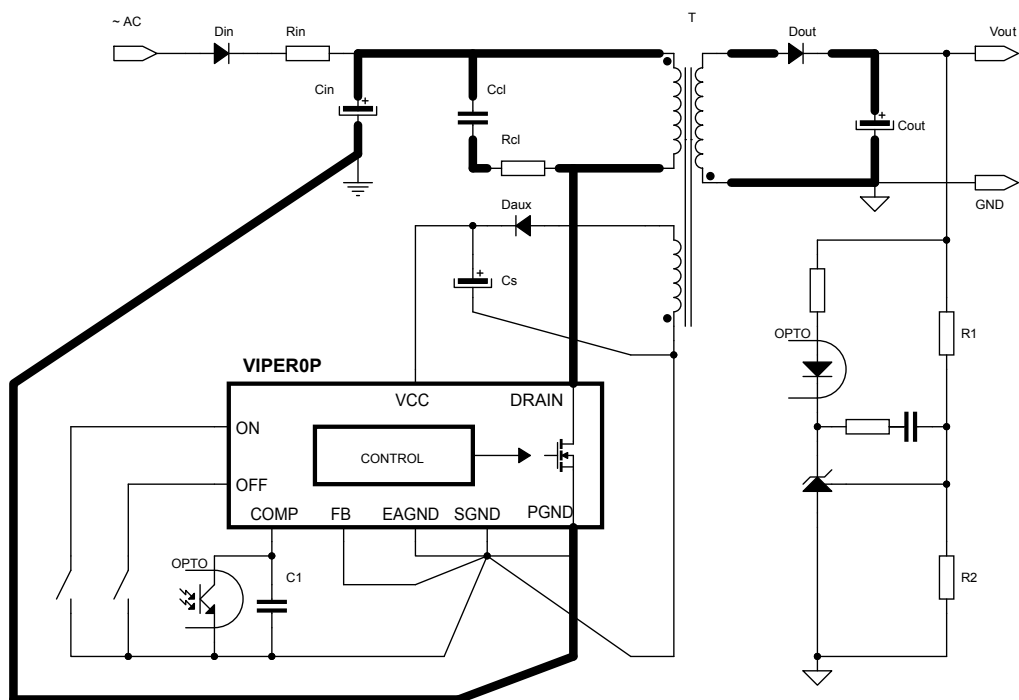 ~ AC
Din
Rin
T
Dout
Vout
Cin
+
Ccl
+
Cout
Rcl
GND
Daux
+
Cs
OPTO
R1
VIPER0P
VCC
DRAIN
ON
CONTROL
OFF
COMP
FB
EAGND
SGND
PGND
OPTO
C1
R2